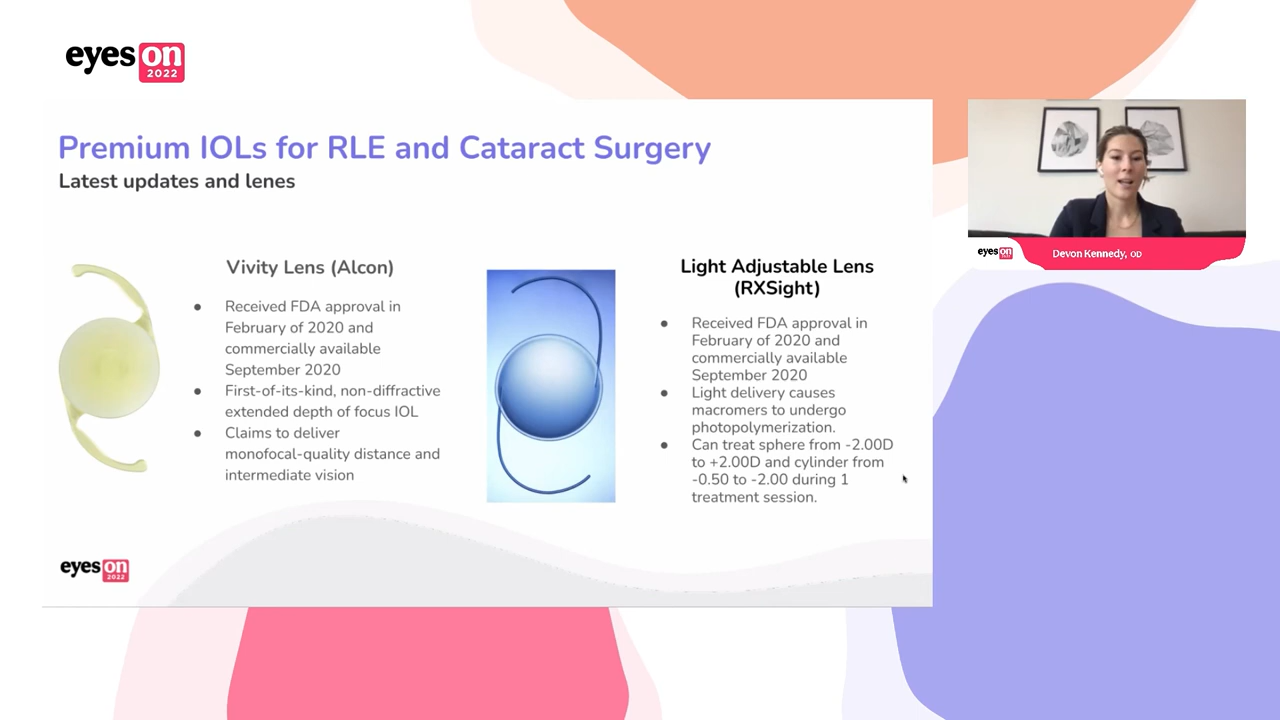 eyes on
2022
Premium IOLs for RLE and Cataract Surgery
Latest updates and lenes
Vivity Lens (Alcon)
● Received FDA approval in
February of 2020 and
commercially available
September 2020
● First-of-its-kind, non-diffractive
extended depth of focus IOL
● Claims to deliver
monofocal-quality distance and
intermediate vision
Light Adjustable Lens
(RXSight)
● Received FDA approval in
February of 2020 and
commercially available
September 2020
● Light delivery causes
macromers to undergo
photopolymerization.
● Can treat sphere from -2.00D
to +2.00D and cylinder from
-0.50 to -2.00 during 1
treatment session.
eyes on
2022
eyes on
2022
Devon Kennedy, OD